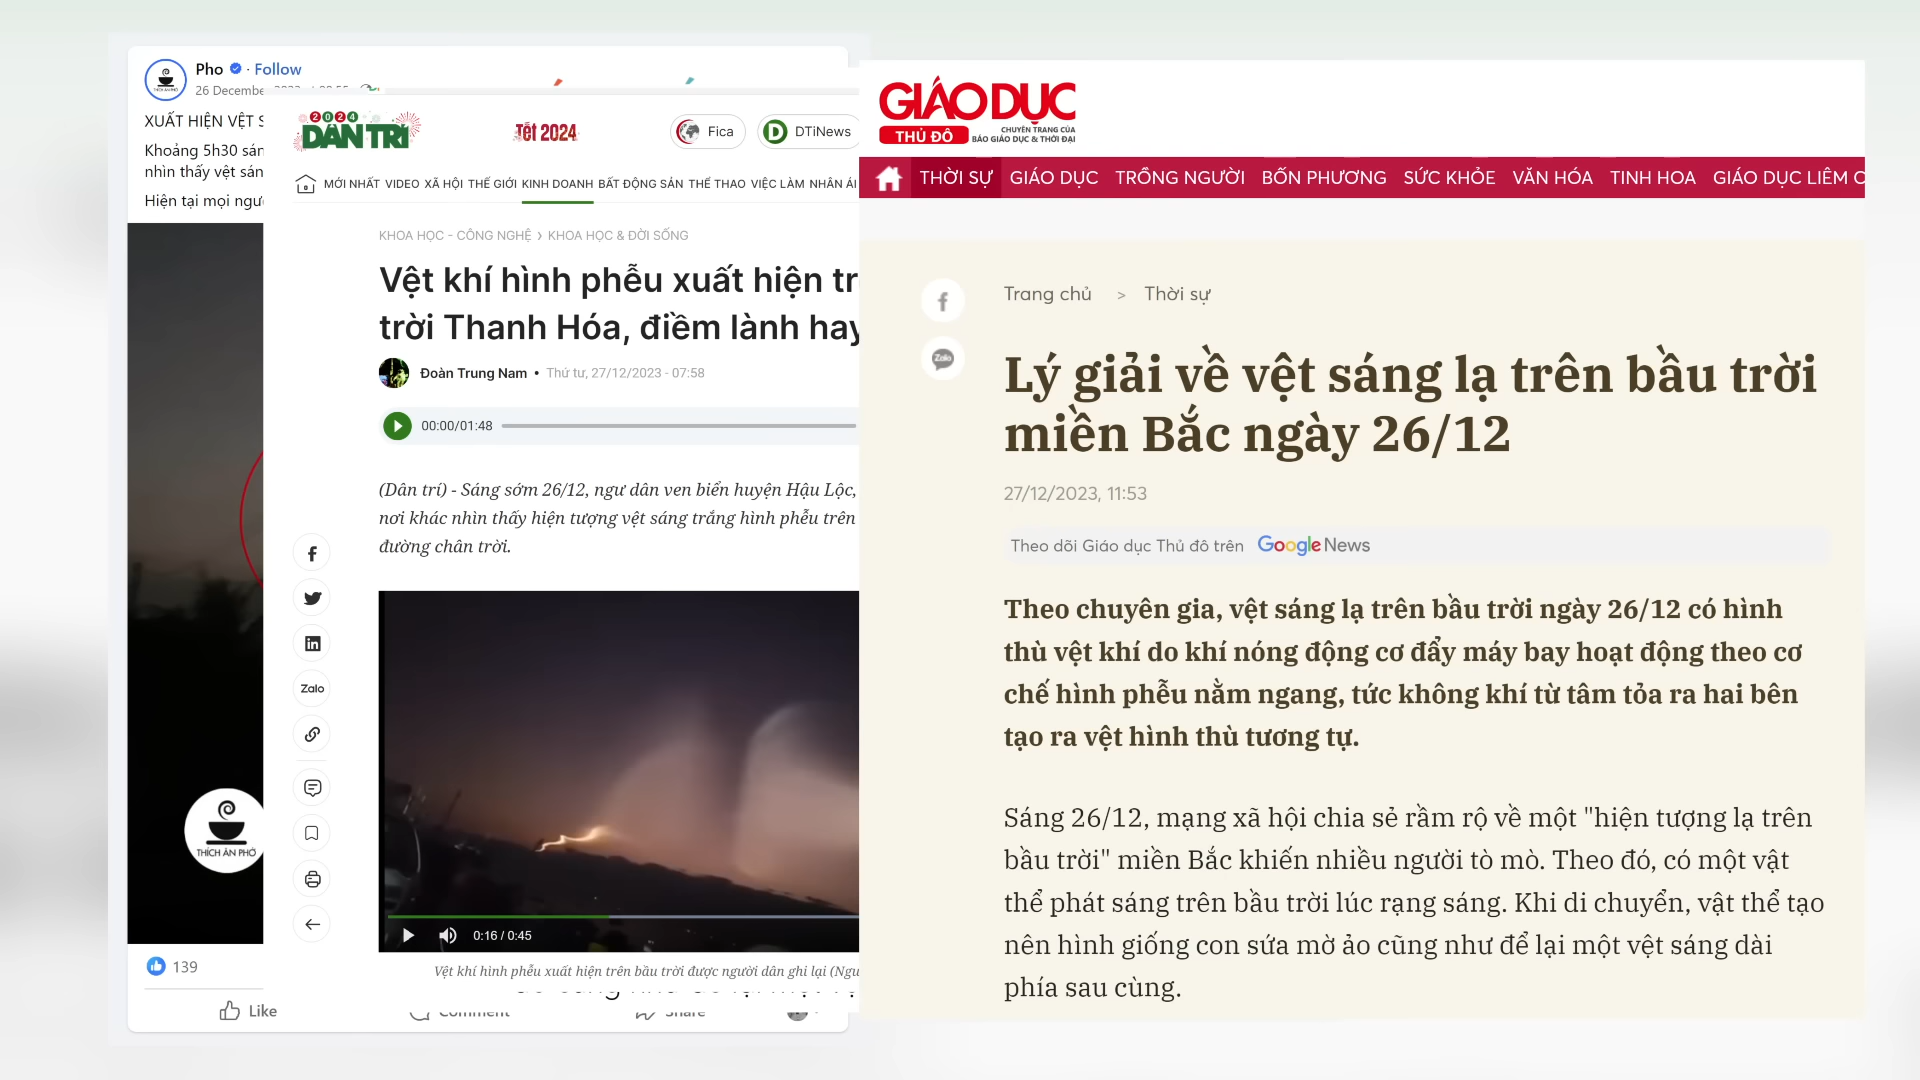 Pho · Follow
26 Decembe
XUẤT HIỆN VỆT
Khoảng 5h30 sán
nhìn thấy vệt sán
Hiện tại mọi ngư
THÍCH ĂN PHỞ
139
Like
Comment
Share
2024
DÂN TRÍ
Tết 2024
Fica
DTiNews
MỚI NHẤT VIDEO XÃ HỘI THẾ GIỚI KINH DOANH BẤT ĐỘNG SẢN THỂ THAO VIỆC LÀM NHÂN ÁI
KHOA HỌC - CÔNG NGHỆ › KHOA HỌC & ĐỜI SỐNG
Vệt khí hình phễu xuất hiện tr
trời Thanh Hóa, điềm lành hay
Đoàn Trung Nam • Thứ tư, 27/12/2023 - 07:58
00:00/01:48
(Dân trí) - Sáng sớm 26/12, ngư dân ven biển huyện Hậu Lộc,
nơi khác nhìn thấy hiện tượng vệt sáng trắng hình phễu trên
đường chân trời.
Zalo
0:16 / 0:45
Vệt khí hình phễu xuất hiện trên bầu trời được người dân ghi lại (Ngu
GIÁO DỤC
THỦ ĐÔ
CHUYÊN TRANG CỦA
BÁO GIÁO DỤC & THỜI ĐẠI
THỜI SỰ GIÁO DỤC TRỒNG NGƯỜI BỐN PHƯƠNG SỨC KHỎE VĂN HÓA TINH HOA GIÁO DỤC LIÊM C
Trang chủ > Thời sự
Zalo
Lý giải về vệt sáng lạ trên bầu trời
miền Bắc ngày 26/12
27/12/2023, 11:53
Theo dõi Giáo dục Thủ đô trên Google News
Theo chuyên gia, vệt sáng lạ trên bầu trời ngày 26/12 có hình
thù vệt khí do khí nóng động cơ đẩy máy bay hoạt động theo cơ
chế hình phễu nằm ngang, tức không khí từ tâm tỏa ra hai bên
tạo ra vệt hình thù tương tự.
Sáng 26/12, mạng xã hội chia sẻ rầm rộ về một "hiện tượng lạ trên
bầu trời" miền Bắc khiến nhiều người tò mò. Theo đó, có một vật
thể phát sáng trên bầu trời lúc rạng sáng. Khi di chuyển, vật thể tạo
nên hình giống con sứa mờ ảo cũng như để lại một vệt sáng dài
phía sau cùng.